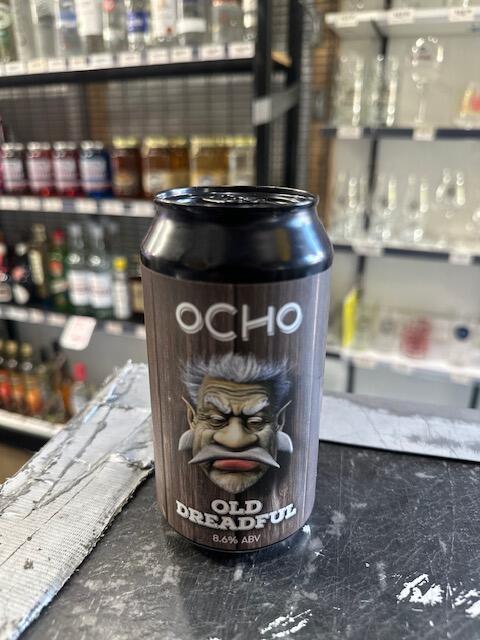 OCHO
OLD
DREADFUL
8.6% ABV